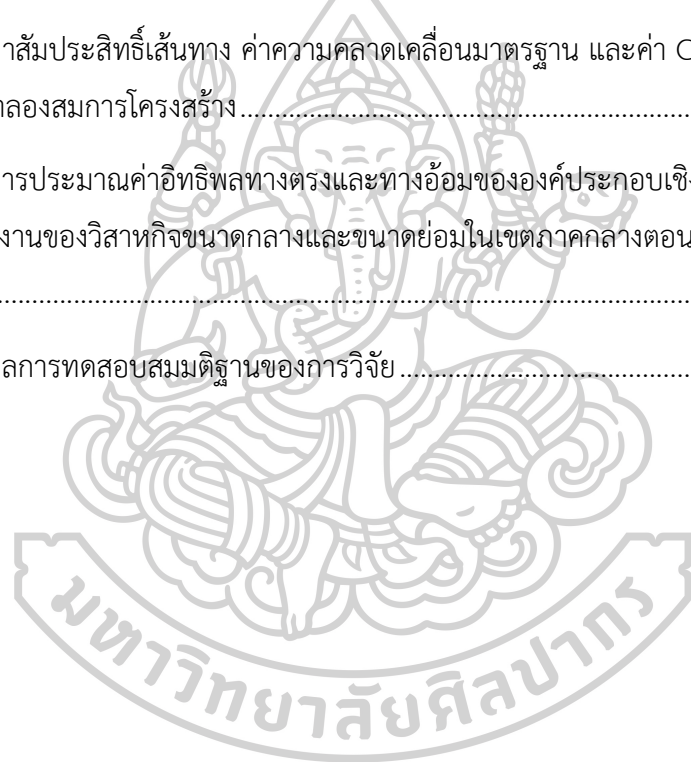 าสัมประสิทธิ์เส้นทาง ค่าความคลาดเคลื่อนมาตรฐาน และค่า C
าลองสมการโครงสร้าง................................................................
ารประมาณค่าอิทธิพลทางตรงและทางอ้อมขององค์ประกอบเชิง
งานของวิสาหกิจขนาดกลางและขนาดย่อมในเขตภาคกลางตอน
................................................................................................
ลการทดสอบสมมติฐานของการวิจัย........................................
มหาวิทยาลัยศิลปากร